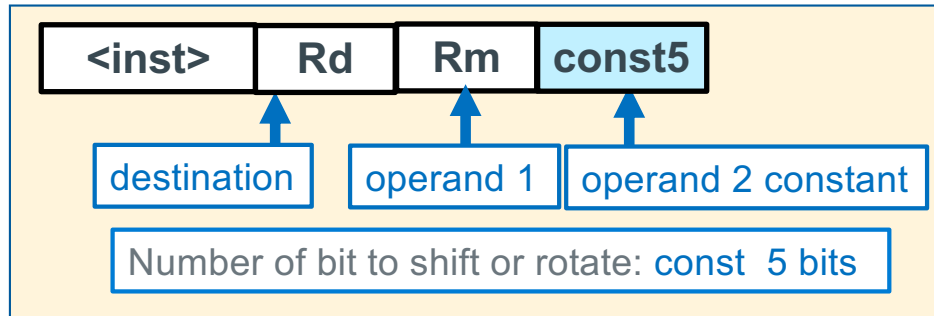 <inst> Rd Rm const5
destination operand 1 operand 2 constant
Number of bit to shift or rotate: const 5 bits